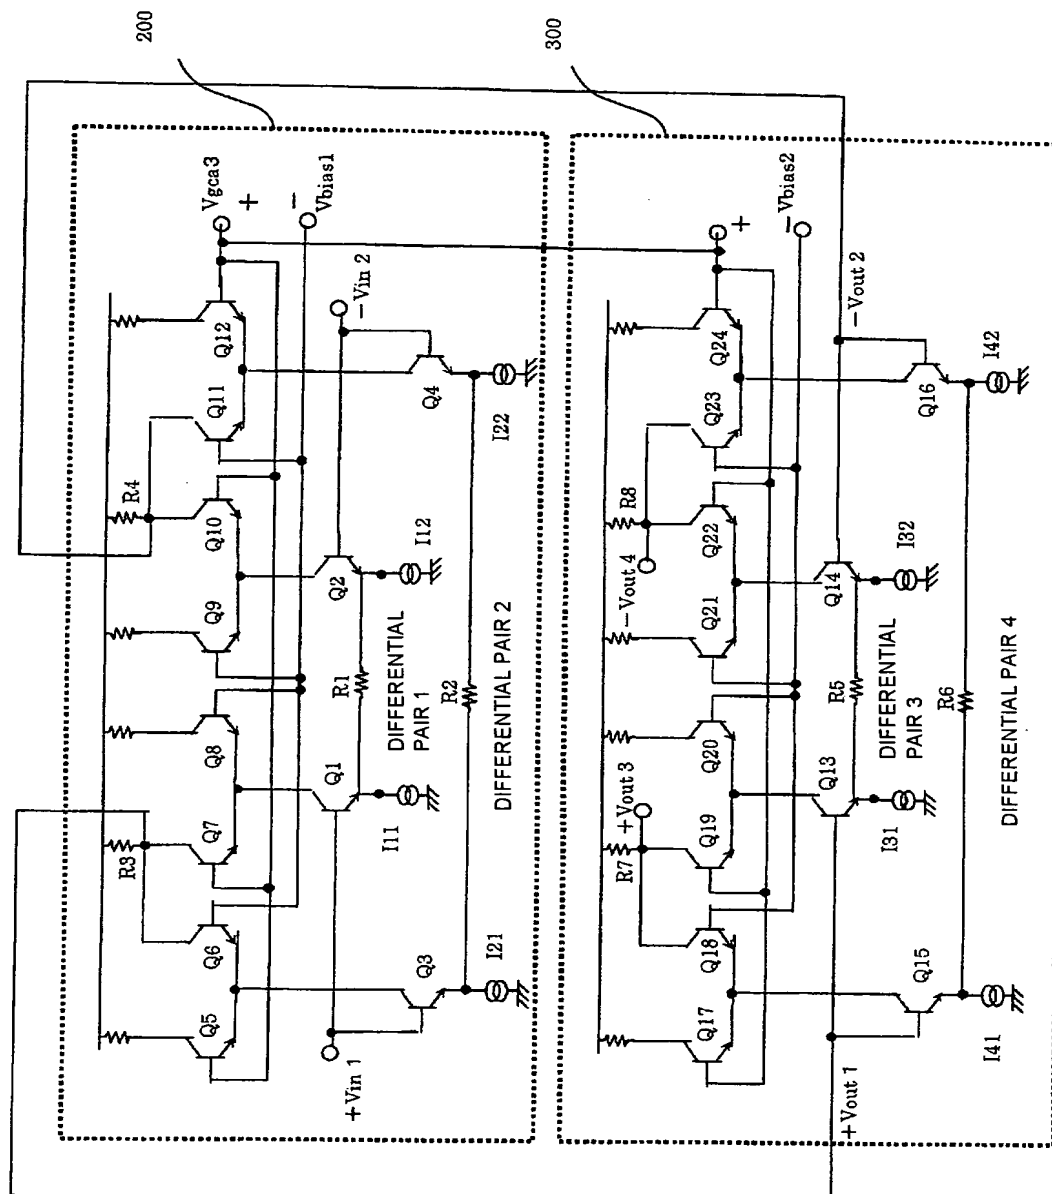 200
300
Vgca3
+
−
Vbias1
R3
R4
Q5
Q6
Q7
Q8
Q9
Q10
Q11
Q12
+Vin 1
−Vin 2
Q3
Q1
Q2
Q4
R1
R2
I21
I11
I12
I22
DIFFERENTIAL
PAIR 1
DIFFERENTIAL PAIR 2
+
−Vbias2
R7
+Vout 3
−Vout 4
R8
Q17
Q18
Q19
Q20
Q21
Q22
Q23
Q24
+Vout 1
−Vout 2
Q15
Q13
Q14
Q16
R5
R6
I41
I31
I32
I42
DIFFERENTIAL
PAIR 3
DIFFERENTIAL PAIR 4